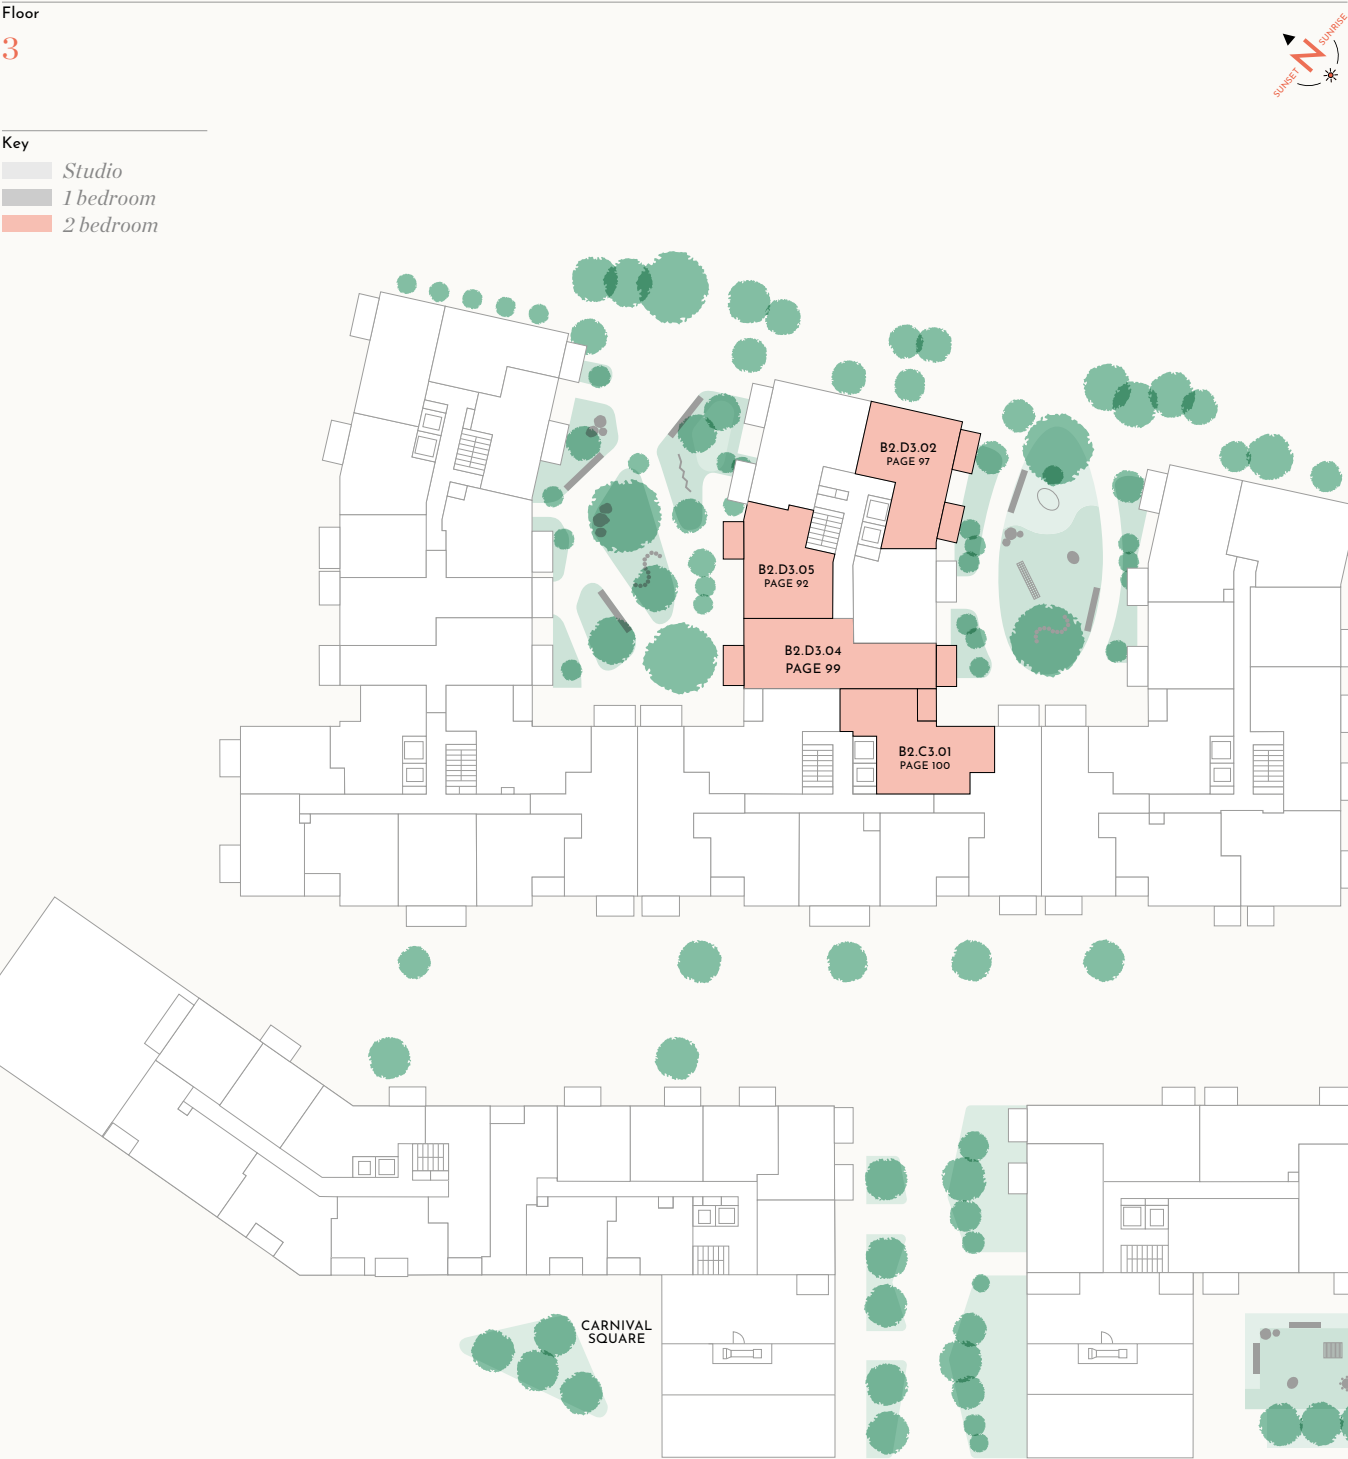 Floor
3
N
SUNRISE
SUNSET
Key
Studio
1 bedroom
2 bedroom
B2.D3.02
PAGE 97
B2.D3.05
PAGE 92
B2.D3.04
PAGE 99
B2.C3.01
PAGE 100
CARNIVAL
SQUARE